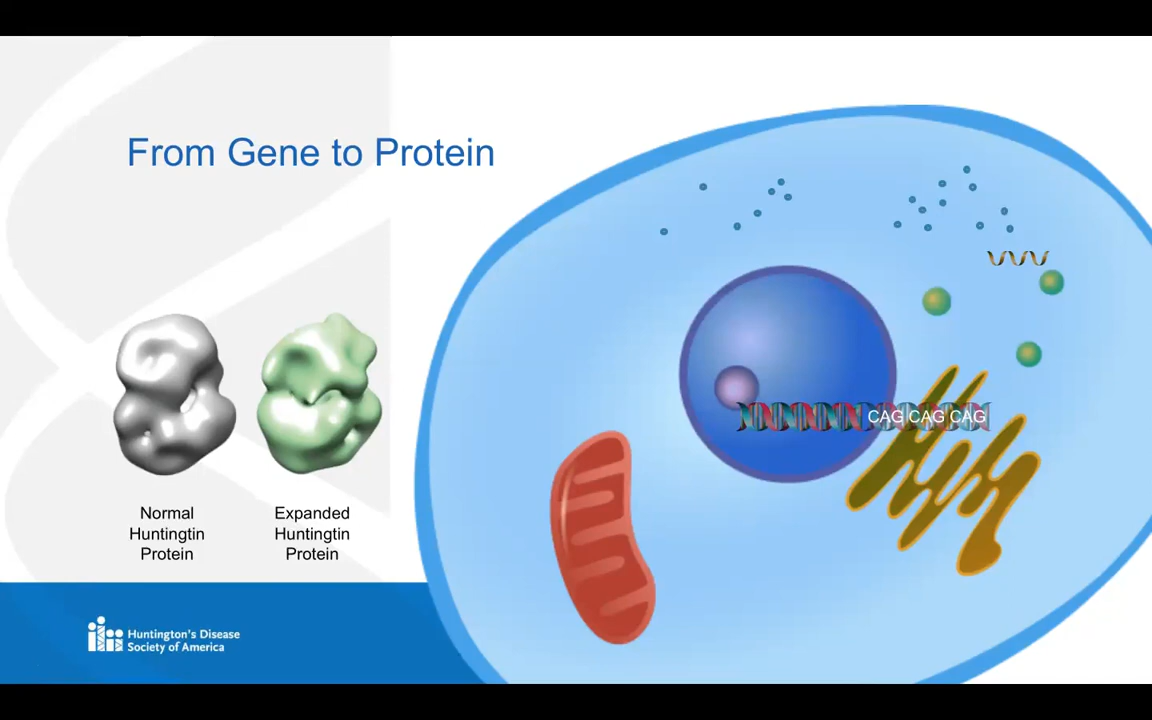 From Gene to Protein
CAG CAG CAG
Normal
Huntingtin
Protein
Expanded
Huntingtin
Protein
Huntington's Disease
Society of America